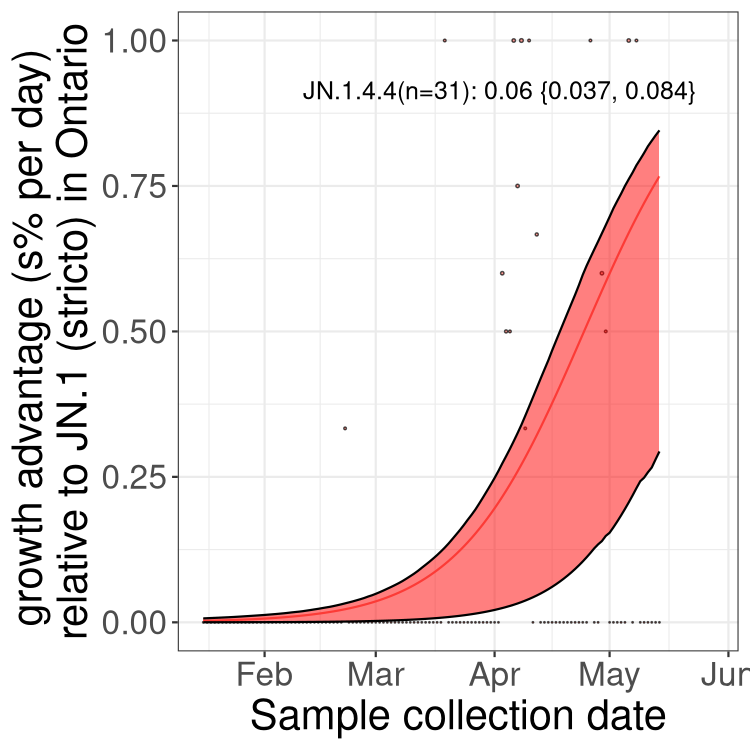 growth advantage (s% per day)
relative to JN.1 (stricto) in Ontario
1.00
0.75
0.50
0.25
0.00
JN.1.4.4(n=31): 0.06 {0.037, 0.084}
Feb Mar Apr May Jun
Sample collection date